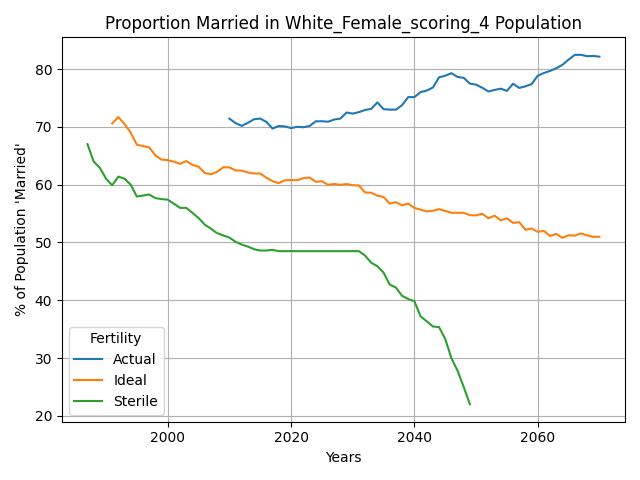 Proportion Married in White_Female_scoring_4 Population
% of Population 'Married'
80
70
60
50
40
30
20
Fertility
Actual
Ideal
Sterile
2000 2020 2040 2060
Years